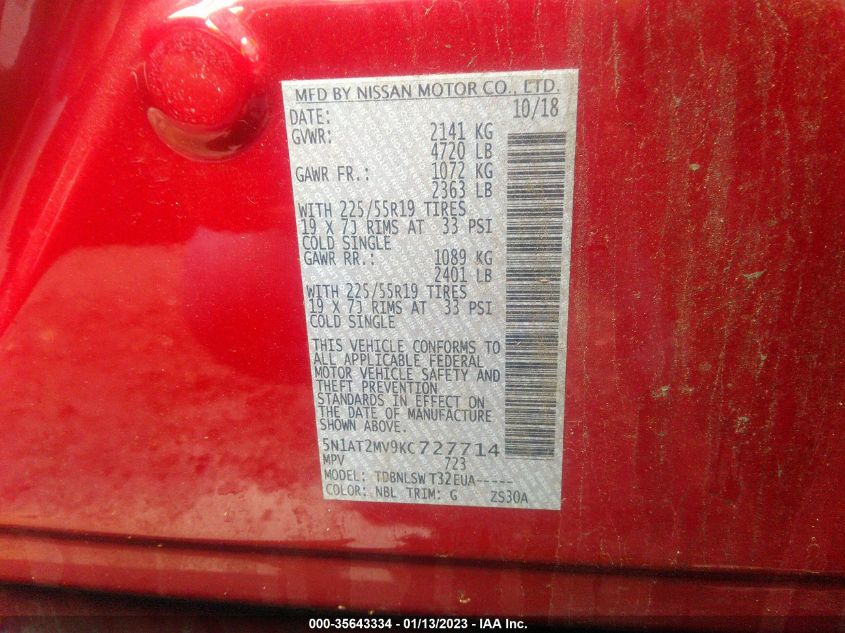 MFD BY NISSAN MOTOR CO., LTD.
DATE: 10/18
GVWR: 2141 KG
4720 LB
GAWR FR.: 1072 KG
2363 LB
WITH 225/55R19 TIRES
19 X 7J RIMS AT 33 PSI
COLD SINGLE
GAWR RR.: 1089 KG
2401 LB
WITH 225/55R19 TIRES
19 X 7J RIMS AT 33 PSI
COLD SINGLE
THIS VEHICLE CONFORMS TO
ALL APPLICABLE FEDERAL
MOTOR VEHICLE SAFETY AND
THEFT PREVENTION
STANDARDS IN EFFECT ON
THE DATE OF MANUFACTURE
SHOWN ABOVE.
5N1AT2MV9KC727714
MPV 723
MODEL: TDBNLSW T32EUA-----
COLOR: NBL TRIM: G ZS30A
000-35643334 - 01/13/2023 - IAA Inc.